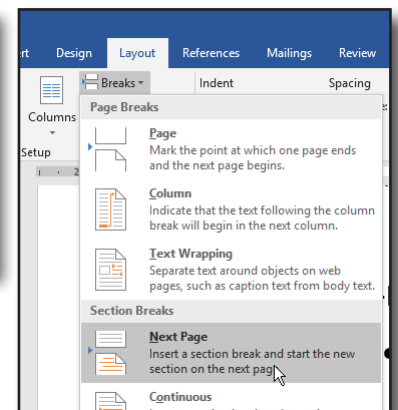 Design Layout References Mailings Review
Breaks Indent Spacing
Columns
Setup
Page Breaks
Page
Mark the point at which one page ends
and the next page begins.
Column
Indicate that the text following the column
break will begin in the next column.
Text Wrapping
Separate text around objects on web
pages, such as caption text from body text.
Section Breaks
Next Page
Insert a section break and start the new
section on the next page.
Continuous